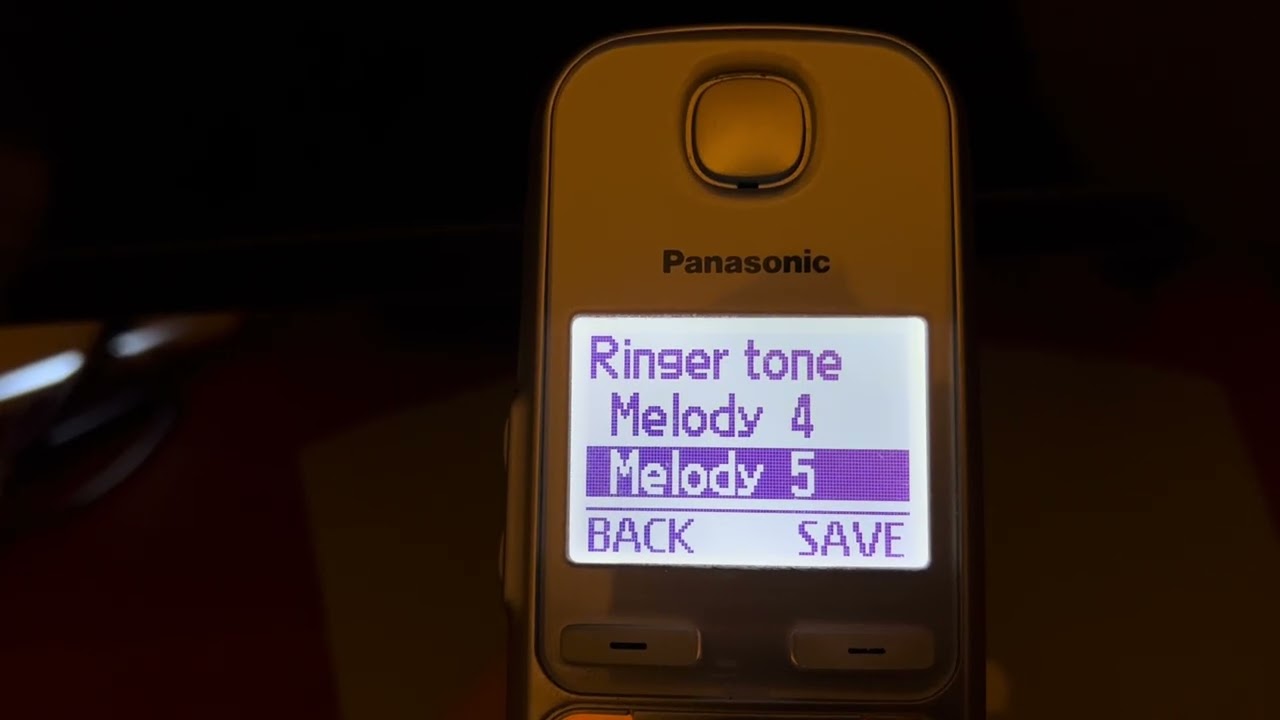 Panasonic
Ringer tone
Melody 4
Melody 5
BACK SAVE